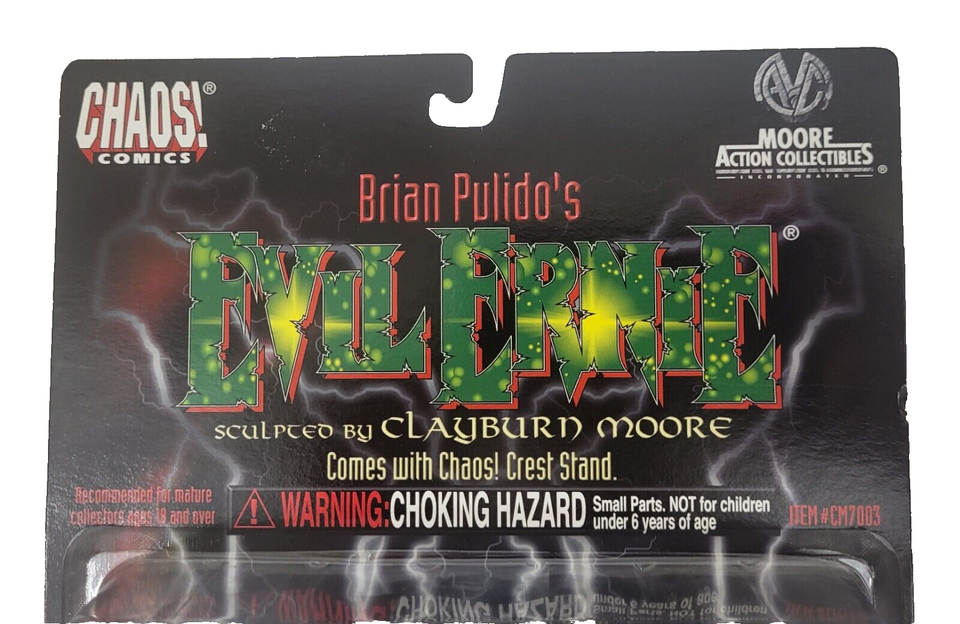 CHAOS!®
COMICS
AVC
MOORE
ACTION COLLECTIBLES®
INCORPORATED
Brian Pulido's
EVIL ERNIE®
SCULPTED BY CLAYBURN MOORE
Comes with Chaos! Crest Stand.
Recommended for mature
collectors ages 18 and over
WARNING: CHOKING HAZARD
Small Parts. NOT for children
under 6 years of age
ITEM #CM7003